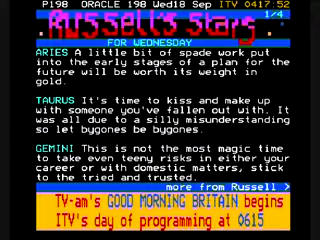 P198 ORACLE 198 Wed18 Sep ITV 0417:52
Russell's Stars
1/4
FOR WEDNESDAY
ARIES A little bit of spade work put
into the early stages of a plan for the
future will be worth its weight in
gold.
TAURUS It's time to kiss and make up
with someone you've fallen out with. It
was all due to a silly misunderstanding
so let bygones be bygones.
GEMINI This is not the most magic time
to take even teeny risks in either your
career or with domestic matters, stick
to the tried and trusted.
more from Russell >
TV-am's GOOD MORNING BRITAIN begins
ITV's day of programming at 0615